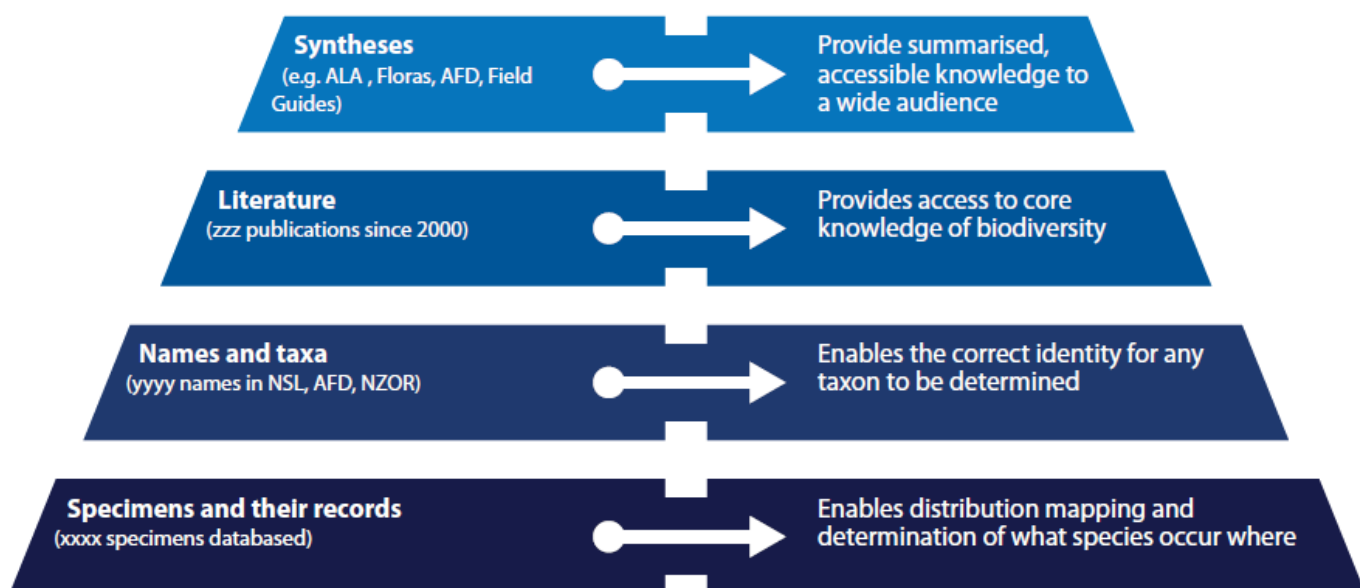 Syntheses
(e.g. ALA , Floras, AFD, Field
Guides)
Provide summarised,
accessible knowledge to
a wide audience
Literature
(zzz publications since 2000)
Provides access to core
knowledge of biodiversity
Names and taxa
(yyyy names in NSL, AFD, NZOR)
Enables the correct identity for any
taxon to be determined
Specimens and their records
(xxxx specimens databased)
Enables distribution mapping and
determination of what species occur where